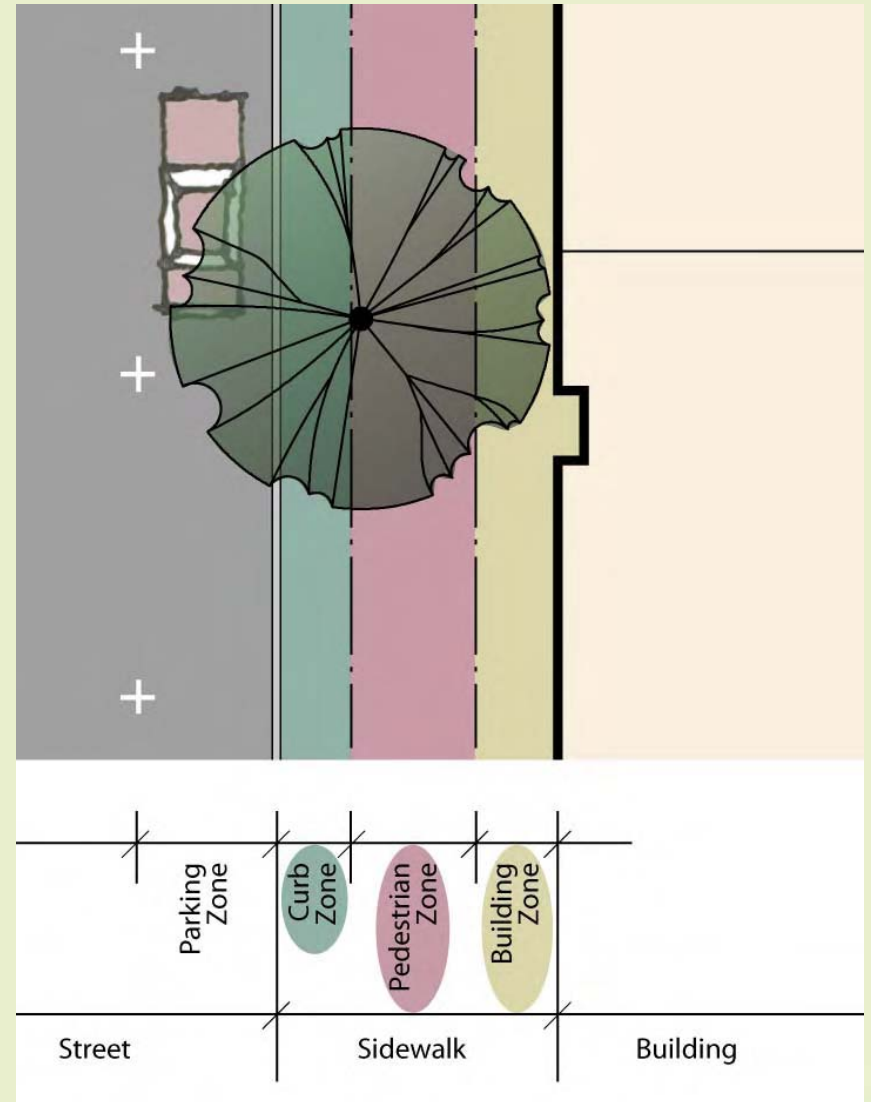 Parking
Zone
Curb
Zone
Pedestrian
Zone
Building
Zone
Street
Sidewalk
Building